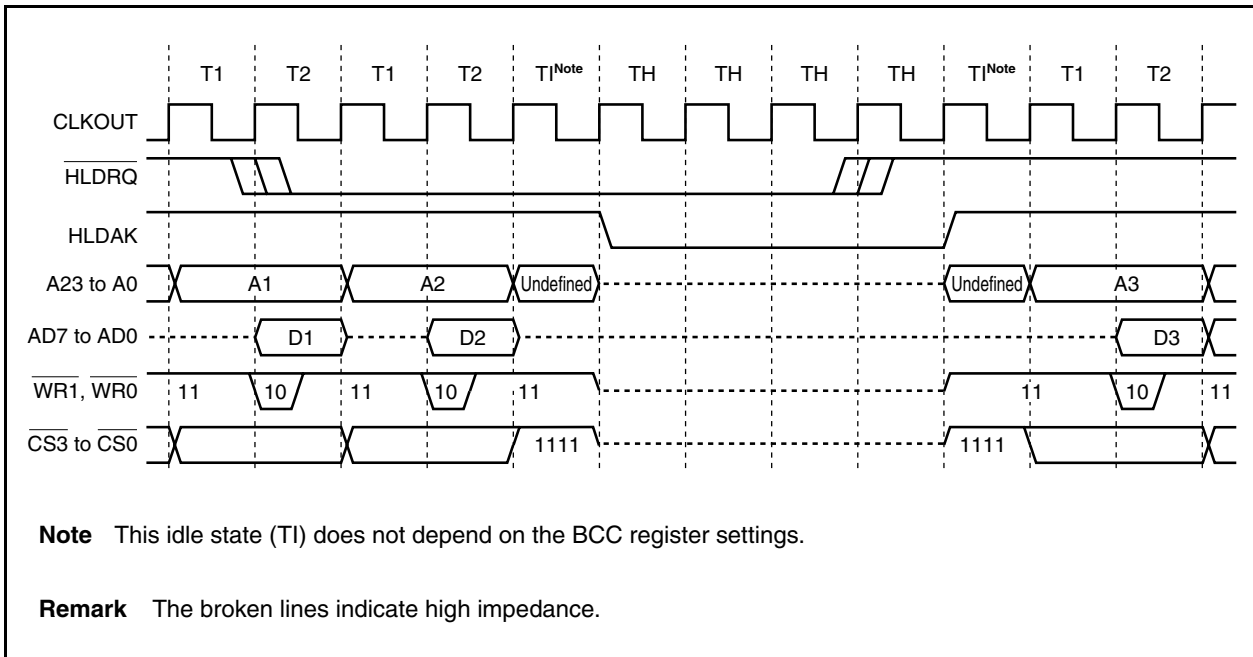 T1 T2 T1 T2 TINote TH TH TH TH TINote T1 T2
CLKOUT
HLDRQ
HLDAK
A23 to A0 A1 A2 Undefined Undefined A3
AD7 to AD0 D1 D2 D3
WR1, WR0 11 10 11 10 11 11 10 11
CS3 to CS0 1111 1111
Note This idle state (TI) does not depend on the BCC register settings.
Remark The broken lines indicate high impedance.